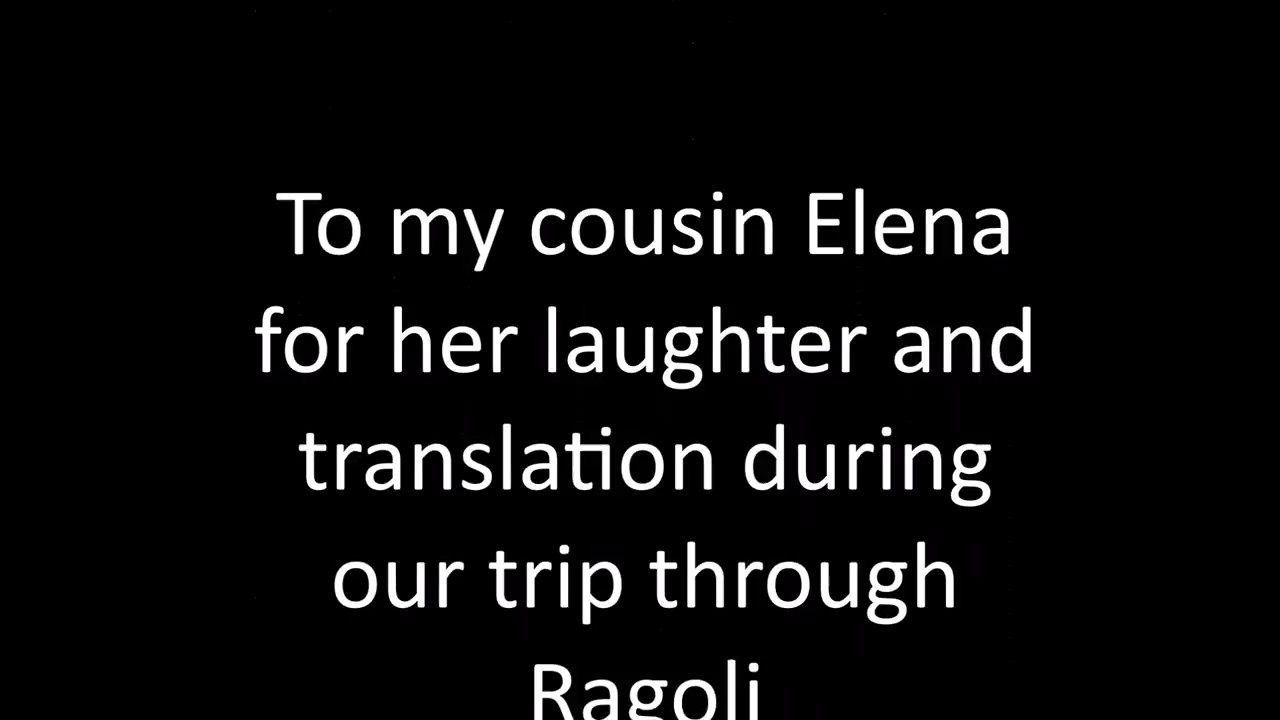 To my cousin Elena
for her laughter and
translation during
our trip through
Ragoli